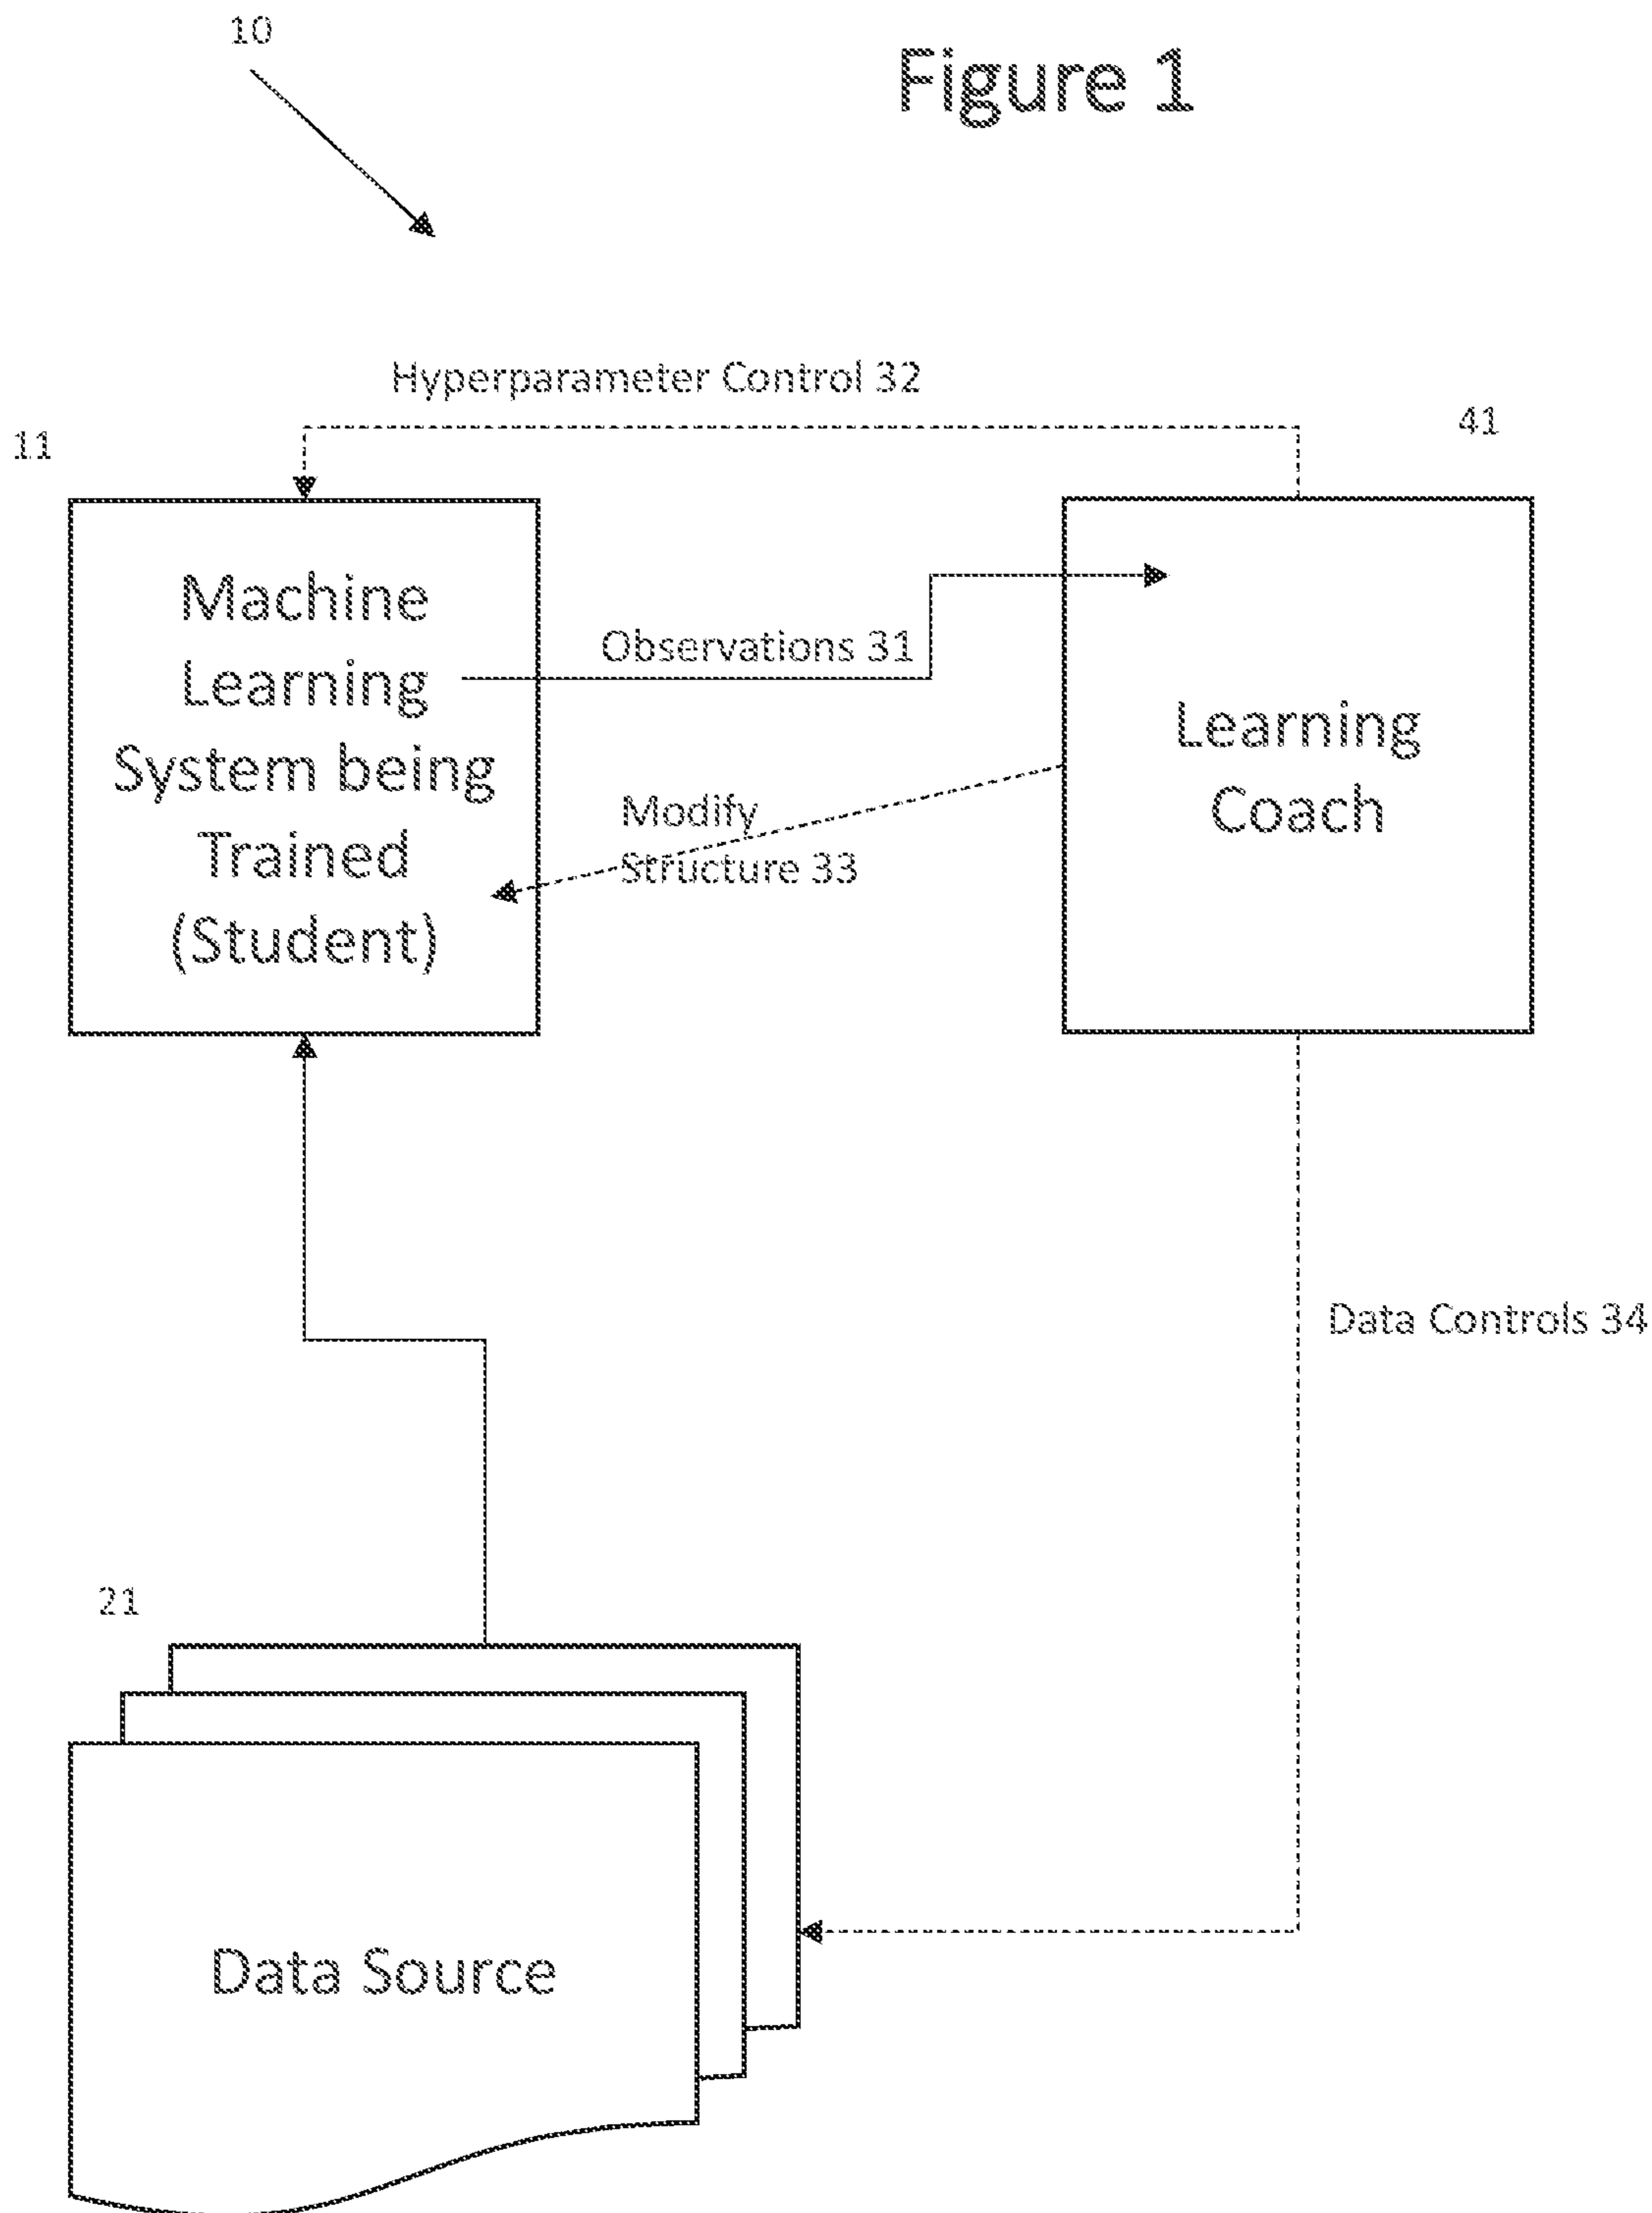 10
Figure 1
Hyperparameter Control 32
11
41
Machine
Learning
System being
Trained
(Student)
Observations 31
Modify
Structure 33
Learning
Coach
Data Controls 34
21
Data Source